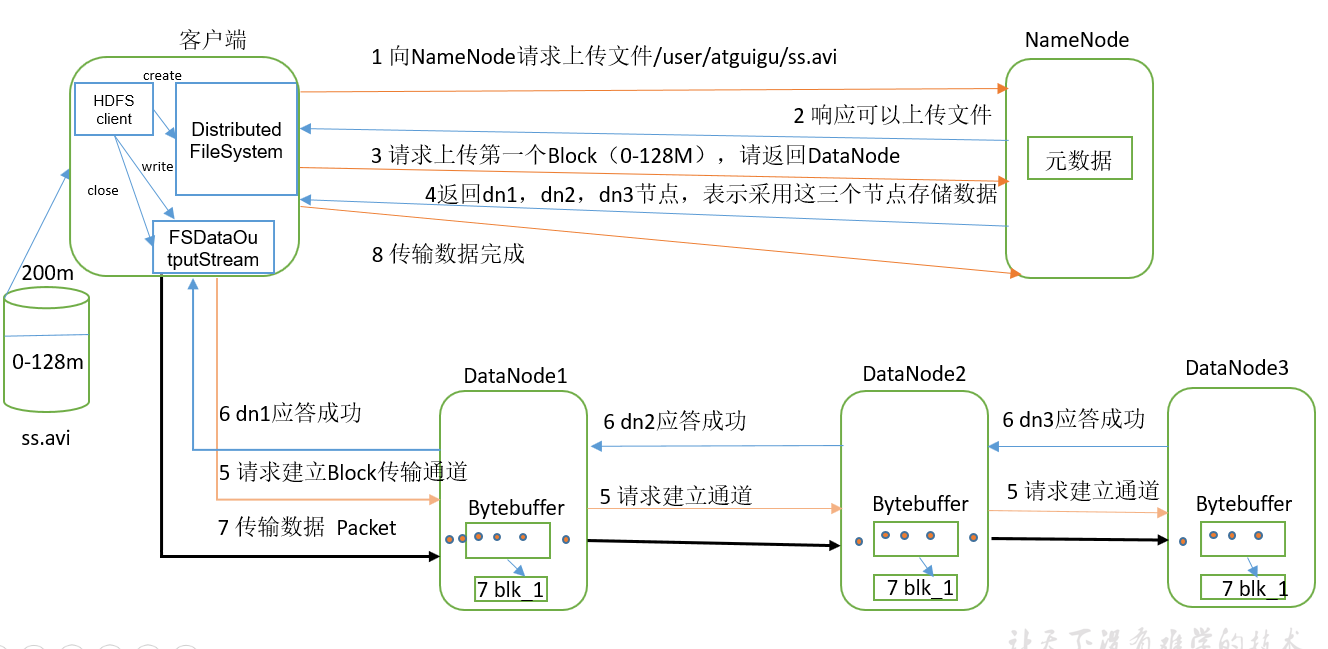 客户端
NameNode
1 向NameNode请求上传文件/user/atguigu/ss.avi
create
HDFS
client
Distributed
FileSystem
2 响应可以上传文件
元数据
3 请求上传第一个Block（0-128M），请返回DataNode
write
close
4返回dn1，dn2，dn3节点，表示采用这三个节点存储数据
FSDataOu
tputStream
8 传输数据完成
200m
0-128m
ss.avi
DataNode1
DataNode2
DataNode3
6 dn1应答成功
6 dn2应答成功
6 dn3应答成功
5 请求建立Block传输通道
5 请求建立通道
5 请求建立通道
Bytebuffer
Bytebuffer
Bytebuffer
7 传输数据 Packet
7 blk_1
7 blk_1
7 blk_1
让天下没有难学的技术